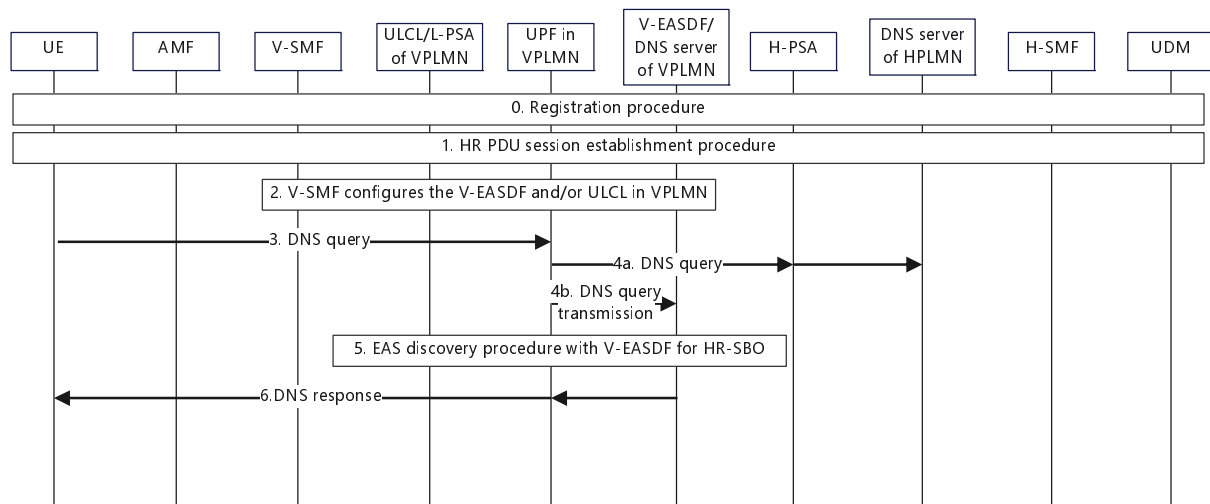 UE
AMF
V-SMF
ULCL/L-PSA
of VPLMN
UPF in
VPLMN
V-EASDF/
DNS server
of VPLMN
H-PSA
DNS server
of HPLMN
H-SMF
UDM
0. Registration procedure
1. HR PDU session establishment procedure
2. V-SMF configures the V-EASDF and/or ULCL in VPLMN
3. DNS query
4a. DNS query
4b. DNS query
transmission
5. EAS discovery procedure with V-EASDF for HR-SBO
6.DNS response